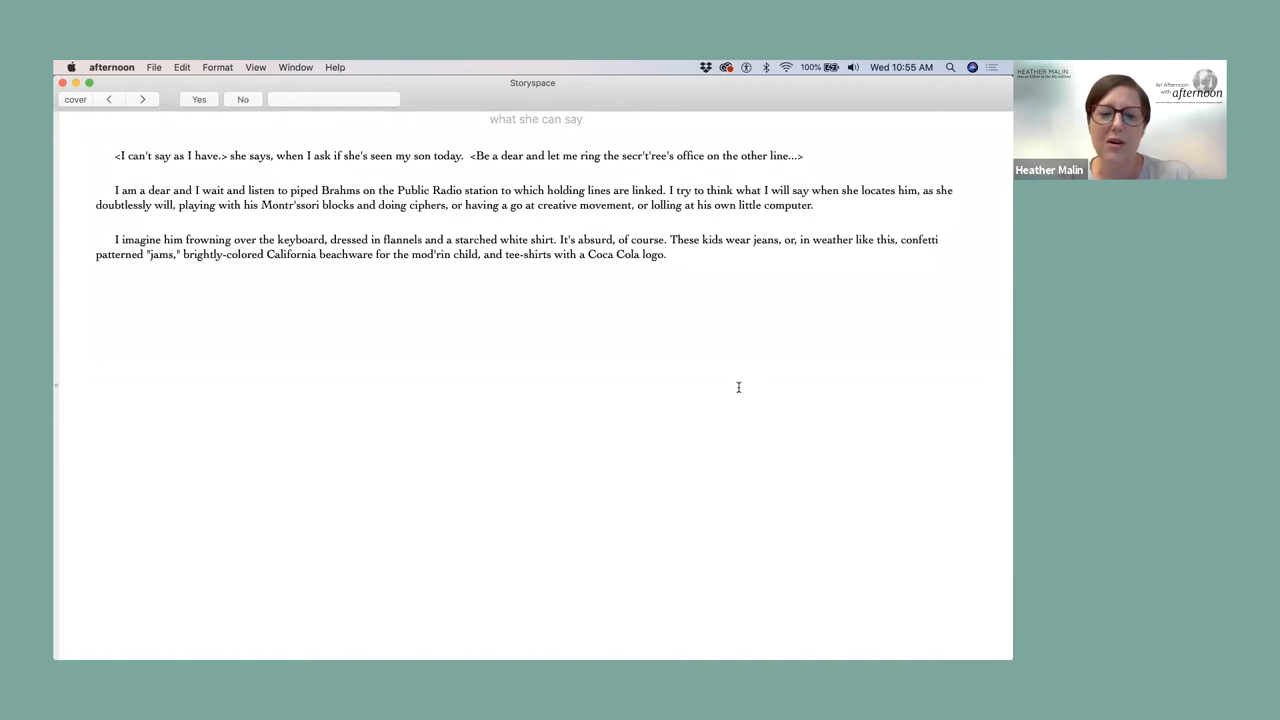 afternoon File Edit Format View Window Help 100% Wed 10:55 AM
Storyspace
cover Yes No
what she can say
<I can't say as I have.> she says, when I ask if she's seen my son today. <Be a dear and let me ring the secr't'ree's office on the other line...>
I am a dear and I wait and listen to piped Brahms on the Public Radio station to which holding lines are linked. I try to think what I will say when she locates him, as she
doubtlessly will, playing with his Montr'ssori blocks and doing ciphers, or having a go at creative movement, or lolling at his own little computer.
I imagine him frowning over the keyboard, dressed in flannels and a starched white shirt. It's absurd, of course. These kids wear jeans, or, in weather like this, confetti
patterned "jams," brightly-colored California beachware for the mod'rin child, and tee-shirts with a Coca Cola logo.
HEATHER MALIN
An Afternoon
with afternoon
Heather Malin